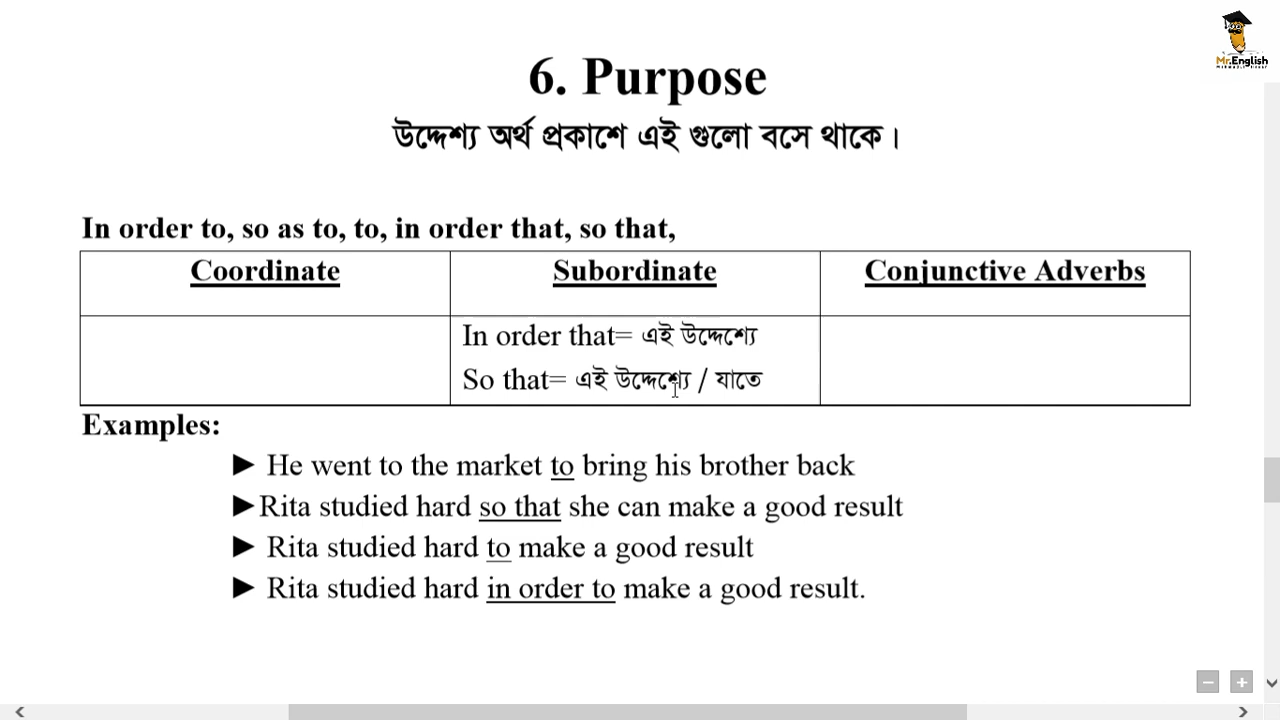 Mr.English
6. Purpose
উদ্দেশ্য অর্থ প্রকাশে এই গুলো বসে থাকে।
In order to, so as to, to, in order that, so that,
Coordinate Subordinate Conjunctive Adverbs
In order that= এই উদ্দেশ্যে
So that= এই উদ্দেশ্যে / যাতে
Examples:
► He went to the market to bring his brother back
►Rita studied hard so that she can make a good result
► Rita studied hard to make a good result
► Rita studied hard in order to make a good result.